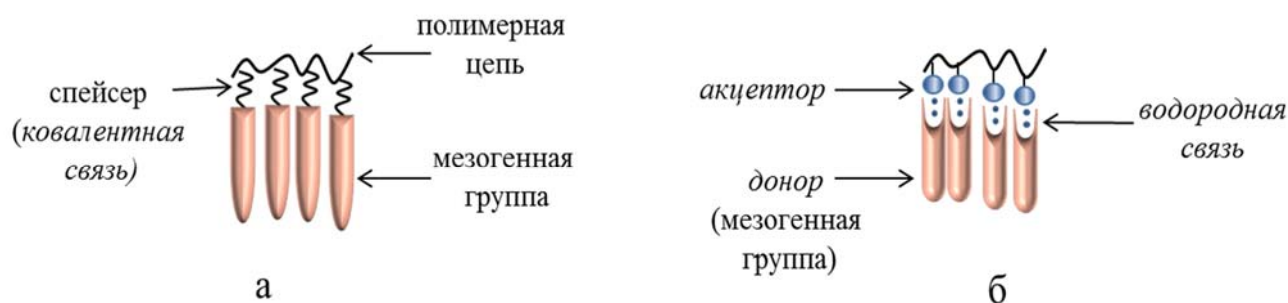 полимерная
цепь
спейсер
(ковалентная
связь)
мезогенная
группа
а
акцептор
водородная
связь
донор
(мезогенная
группа)
б